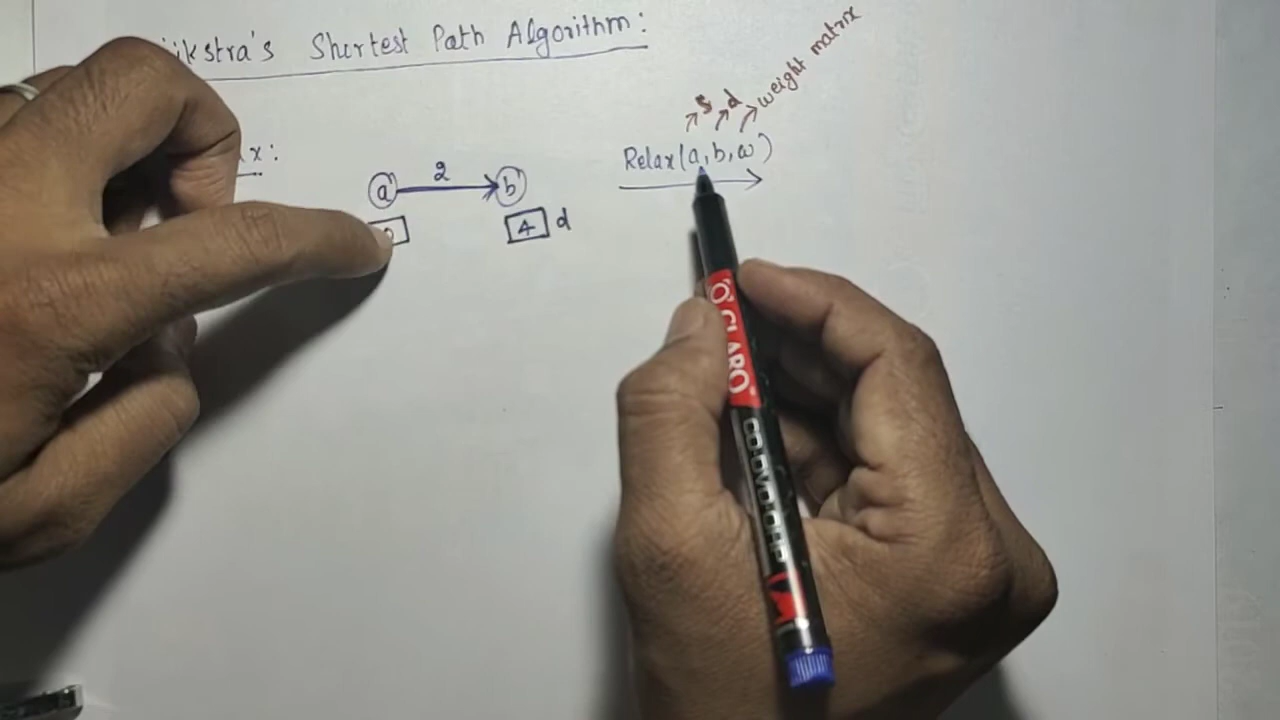 ikstra's Shortest Path Algorithm:
s d weight matrix
x:
Relax(a,b,w)
a 2 b
4 d
CLARO